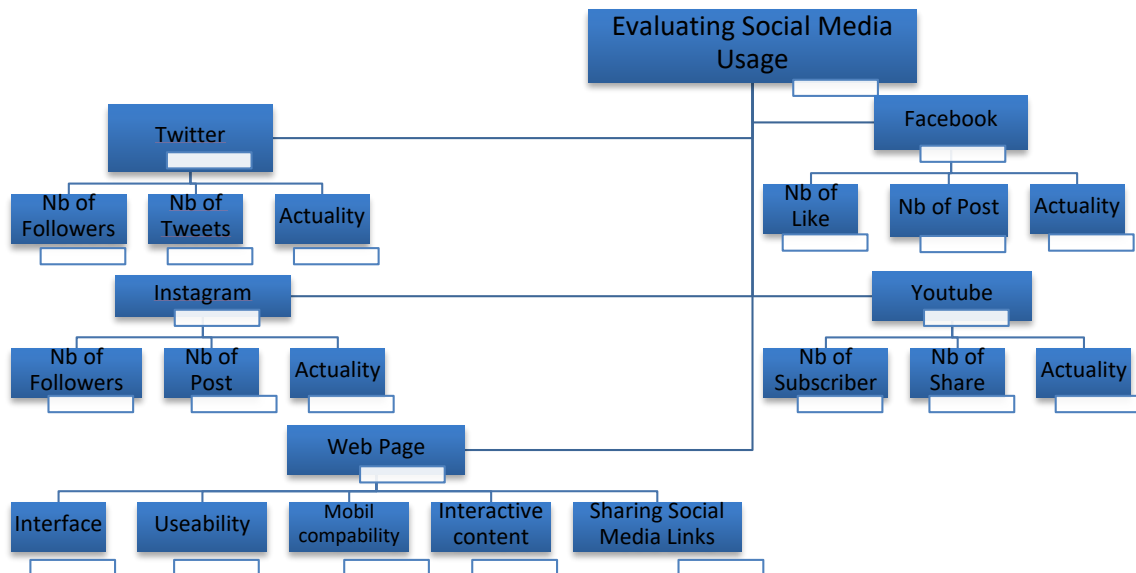 Evaluating Social Media
Usage
Twitter
Facebook
Nb of
Followers
Nb of
Tweets
Actuality
Nb of
Like
Nb of Post
Actuality
Instagram
Youtube
Nb of
Followers
Nb of
Post
Actuality
Nb of
Subscriber
Nb of
Share
Actuality
Web Page
Interface
Useability
Mobil
compability
Interactive
content
Sharing Social
Media Links